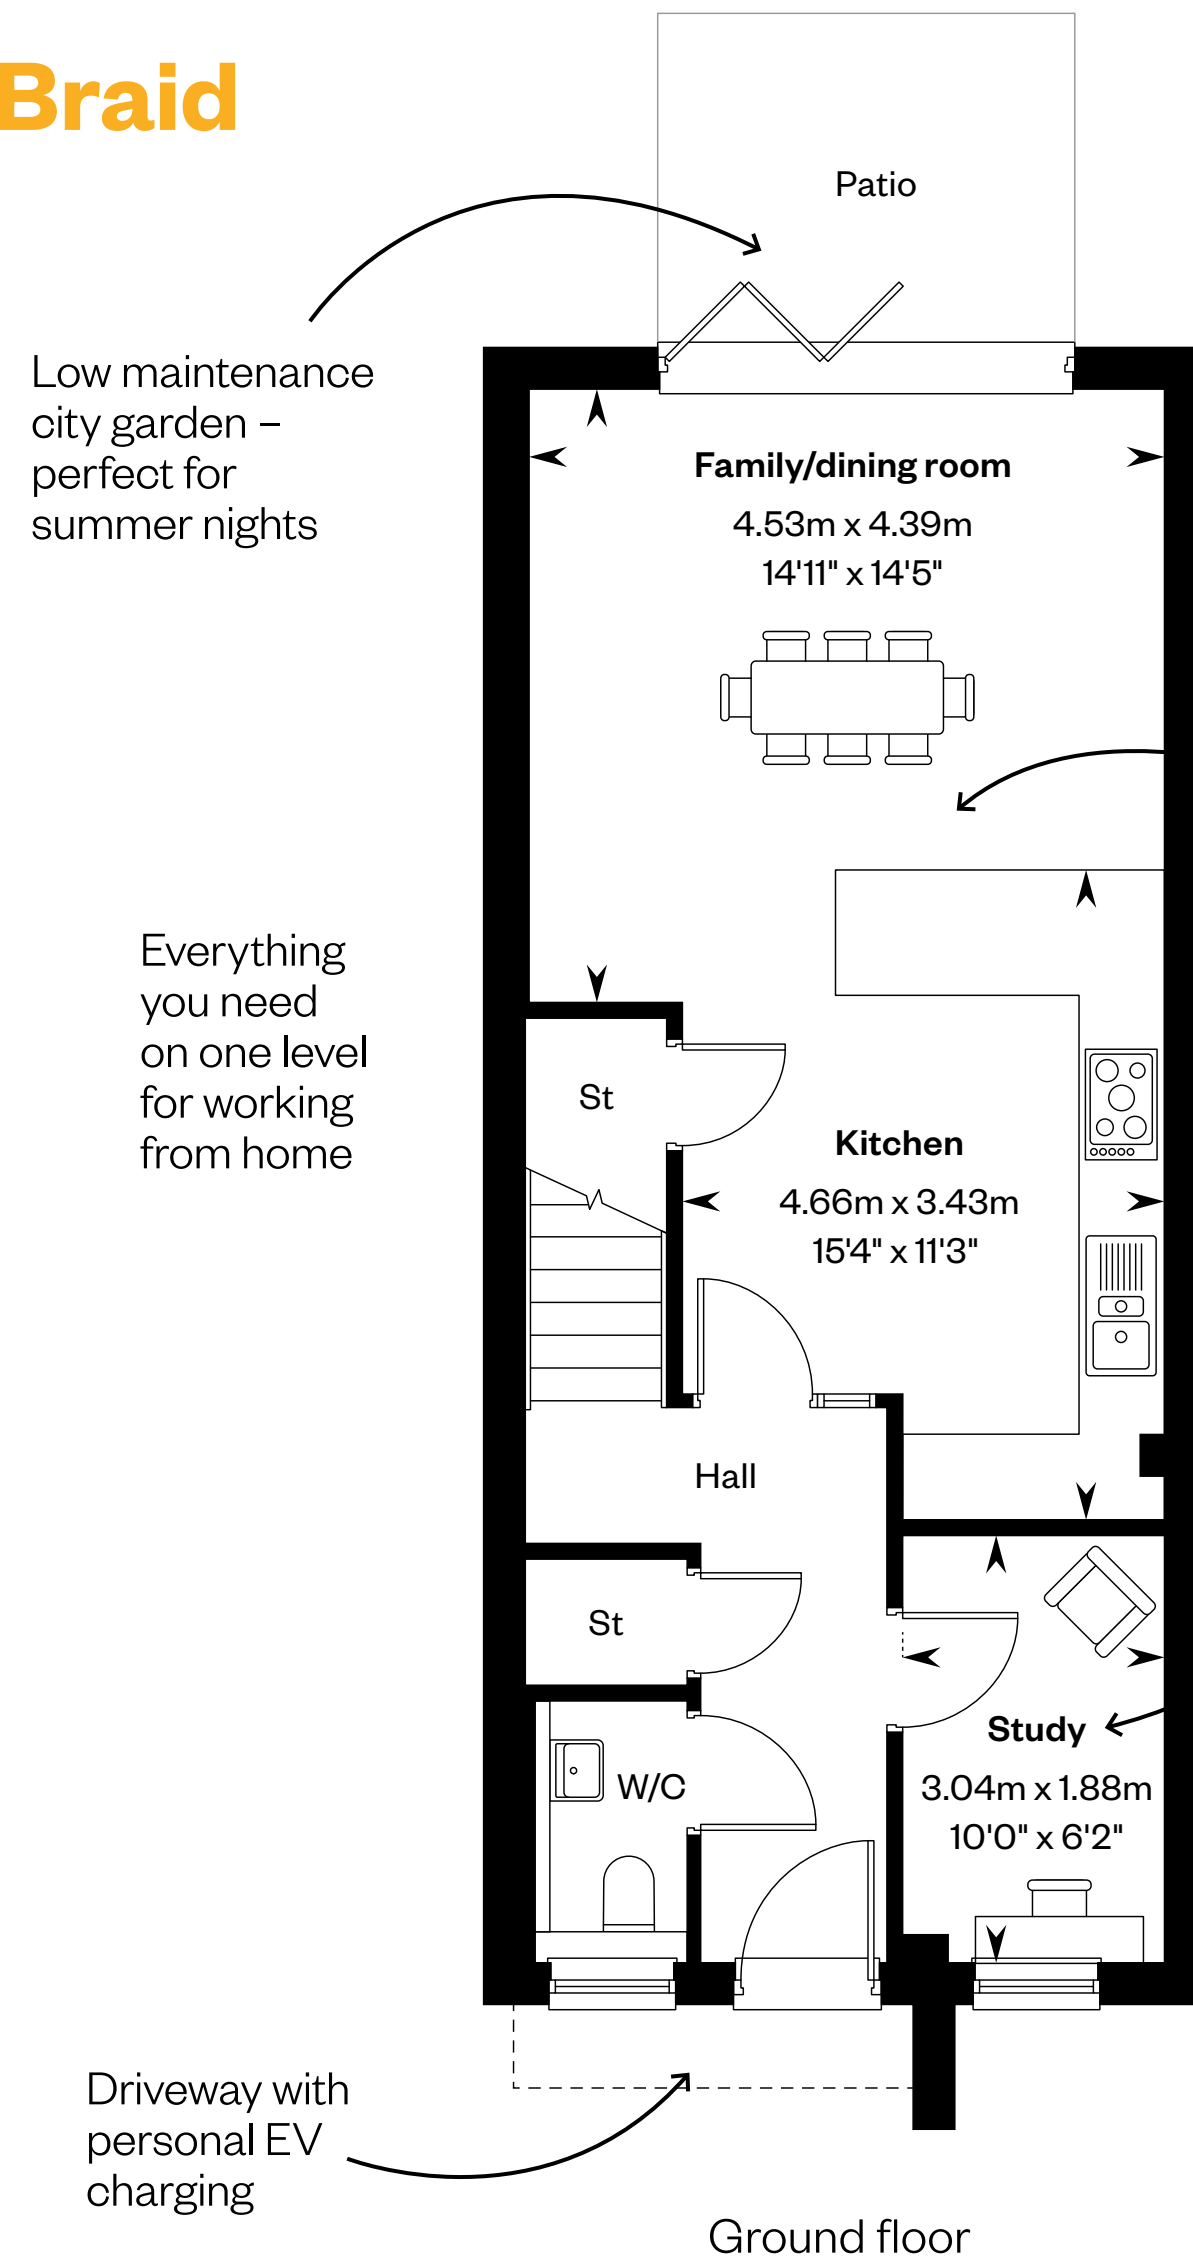 Braid
Patio
Low maintenance
city garden –
perfect for
summer nights
Family/dining room
4.53m x 4.39m
14'11" x 14'5"
Everything
you need
on one level
for working
from home
St
Kitchen
4.66m x 3.43m
15'4" x 11'3"
Hall
St
Study
W/C
3.04m x 1.88m
10'0" x 6'2"
Driveway with
personal EV
charging
Ground floor